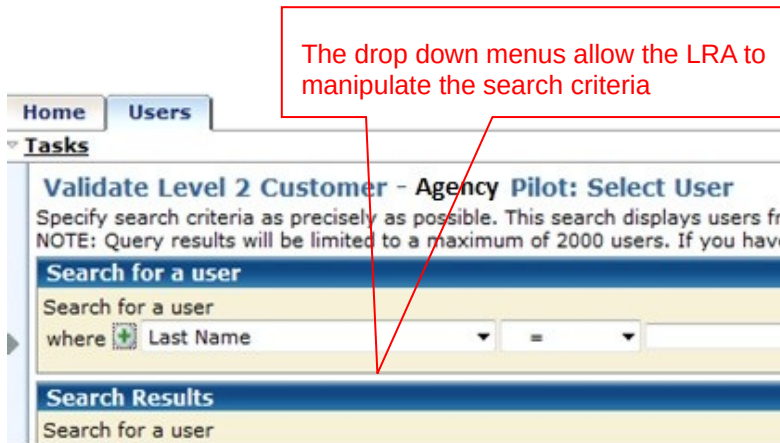 The drop down menus allow the LRA to
manipulate the search criteria
Home Users
Tasks
Validate Level 2 Customer - Agency Pilot: Select User
Specify search criteria as precisely as possible. This search displays users
NOTE: Query results will be limited to a maximum of 2000 users. If you have
Search for a user
Search for a user
where + Last Name =
Search Results
Search for a user